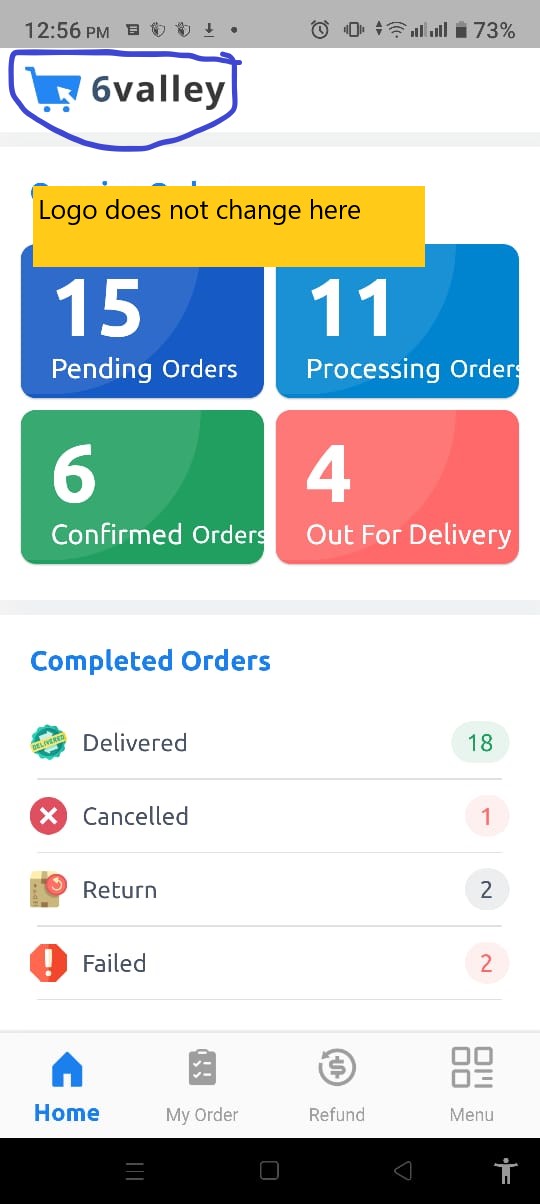 12:56 PM
73%
6valley
Logo does not change here
15
Pending Orders
11
Processing Orders
6
Confirmed Orders
4
Out For Delivery
Completed Orders
DELIVERED
Delivered
18
Cancelled
1
Return
2
Failed
2
Home
My Order
Refund
Menu